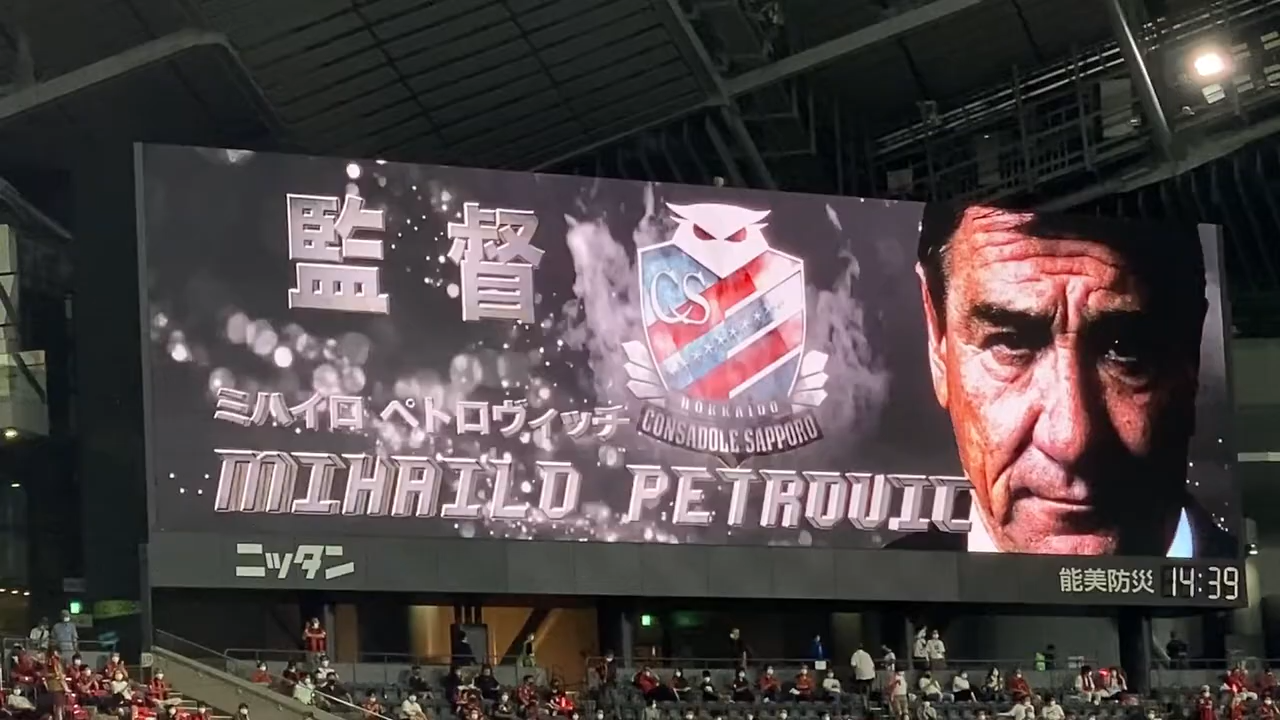 監督
ミハイロ ペトロヴィッチ
MIHAILO PETROVIC
CS
HOKKAIDO
CONSADOLE SAPPORO
ニッタン
能美防災 14:39